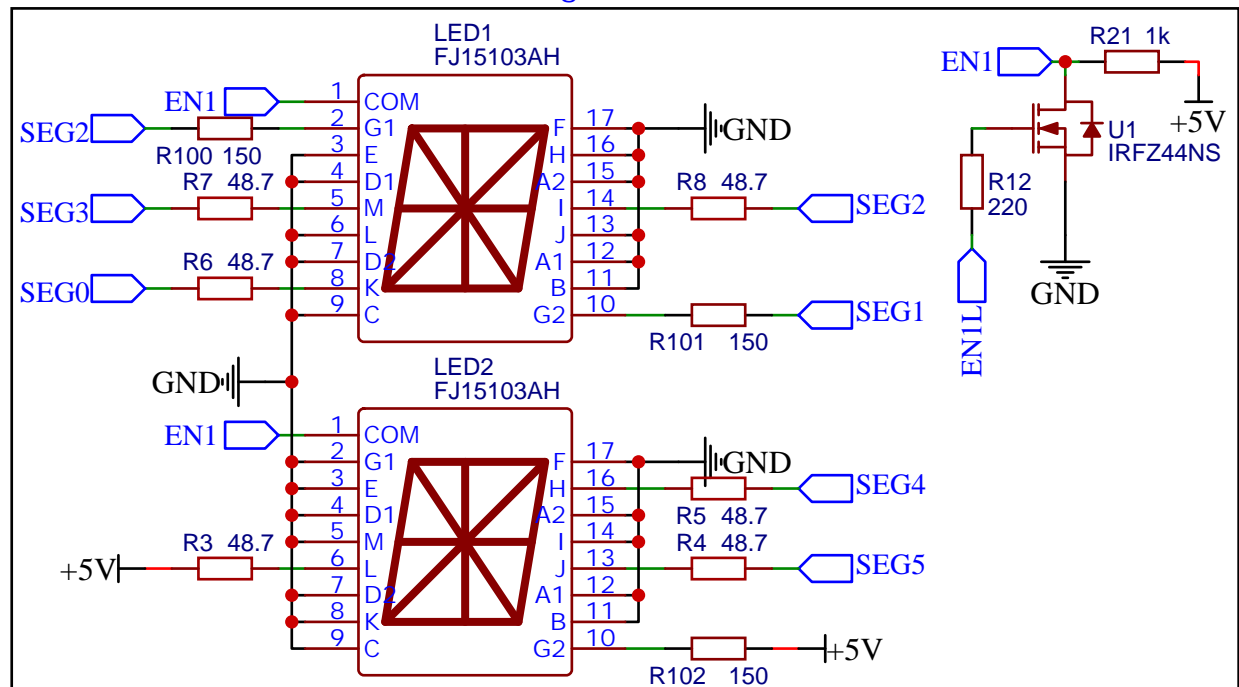 LED1
FJ15103AH
EN1
SEG2
R100 150
R7 48.7
SEG3
R6 48.7
SEG0
1 COM
2 G1
3 E
4 D1
5 M
6 L
7 D2
8 K
9 C
F 17
H 16
A2 15
I 14
J 13
A1 12
B 11
G2 10
GND
R8 48.7
SEG2
SEG1
R101 150
EN1
R21 1k
+5V
U1
IRFZ44NS
R12
220
GND
EN1L
GND
LED2
FJ15103AH
EN1
R3 48.7
+5V
1 COM
2 G1
3 E
4 D1
5 M
6 L
7 D2
8 K
9 C
F 17
H 16
A2 15
I 14
J 13
A1 12
B 11
G2 10
GND
SEG4
R5 48.7
R4 48.7
SEG5
+5V
R102 150